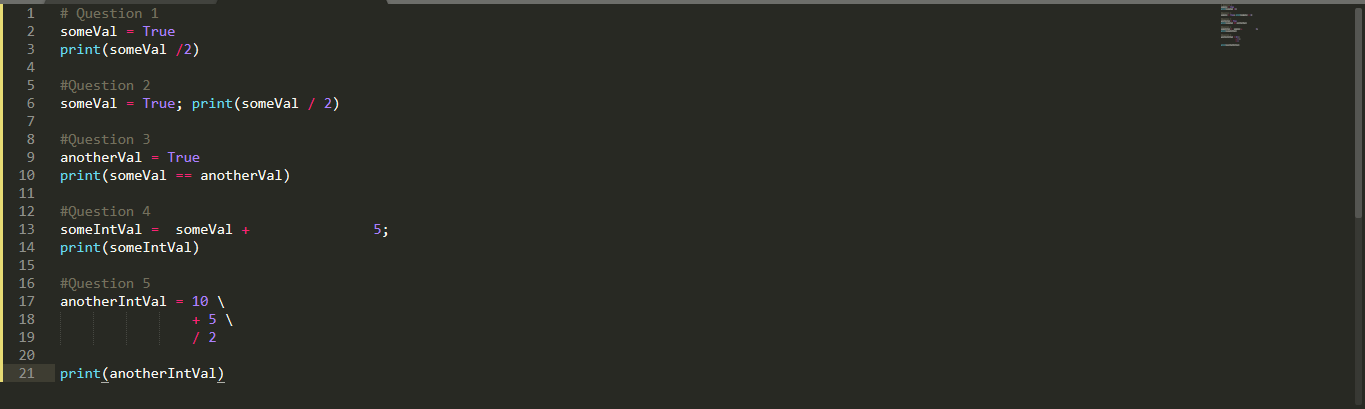 1 # Question 1
2 someVal = True
3 print(someVal /2)
4
5 #Question 2
6 someVal = True; print(someVal / 2)
7
8 #Question 3
9 anotherVal = True
10 print(someVal == anotherVal)
11
12 #Question 4
13 someIntVal =  someVal +               5;
14 print(someIntVal)
15
16 #Question 5
17 anotherIntVal = 10 \
18                 + 5 \
19                 / 2
20
21 print(anotherIntVal)